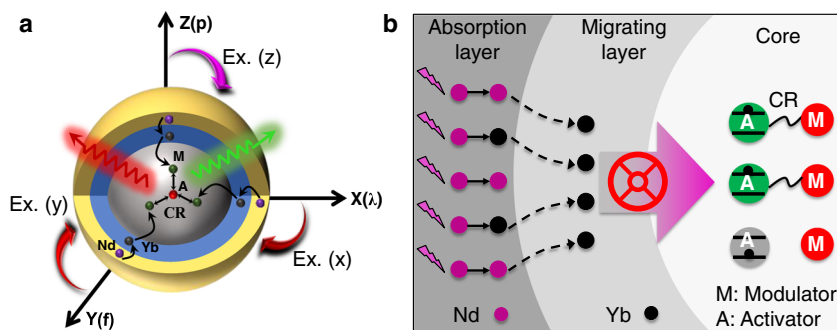 a
Z(p)
Ex. (z)
M
A
CR
X(λ)
Ex. (y)
Nd
Yb
Ex. (x)
Y(f)
b
Absorption layer
Migrating layer
Core
CR
A
M
A
M
A
M
Nd
Yb
M: Modulator
A: Activator